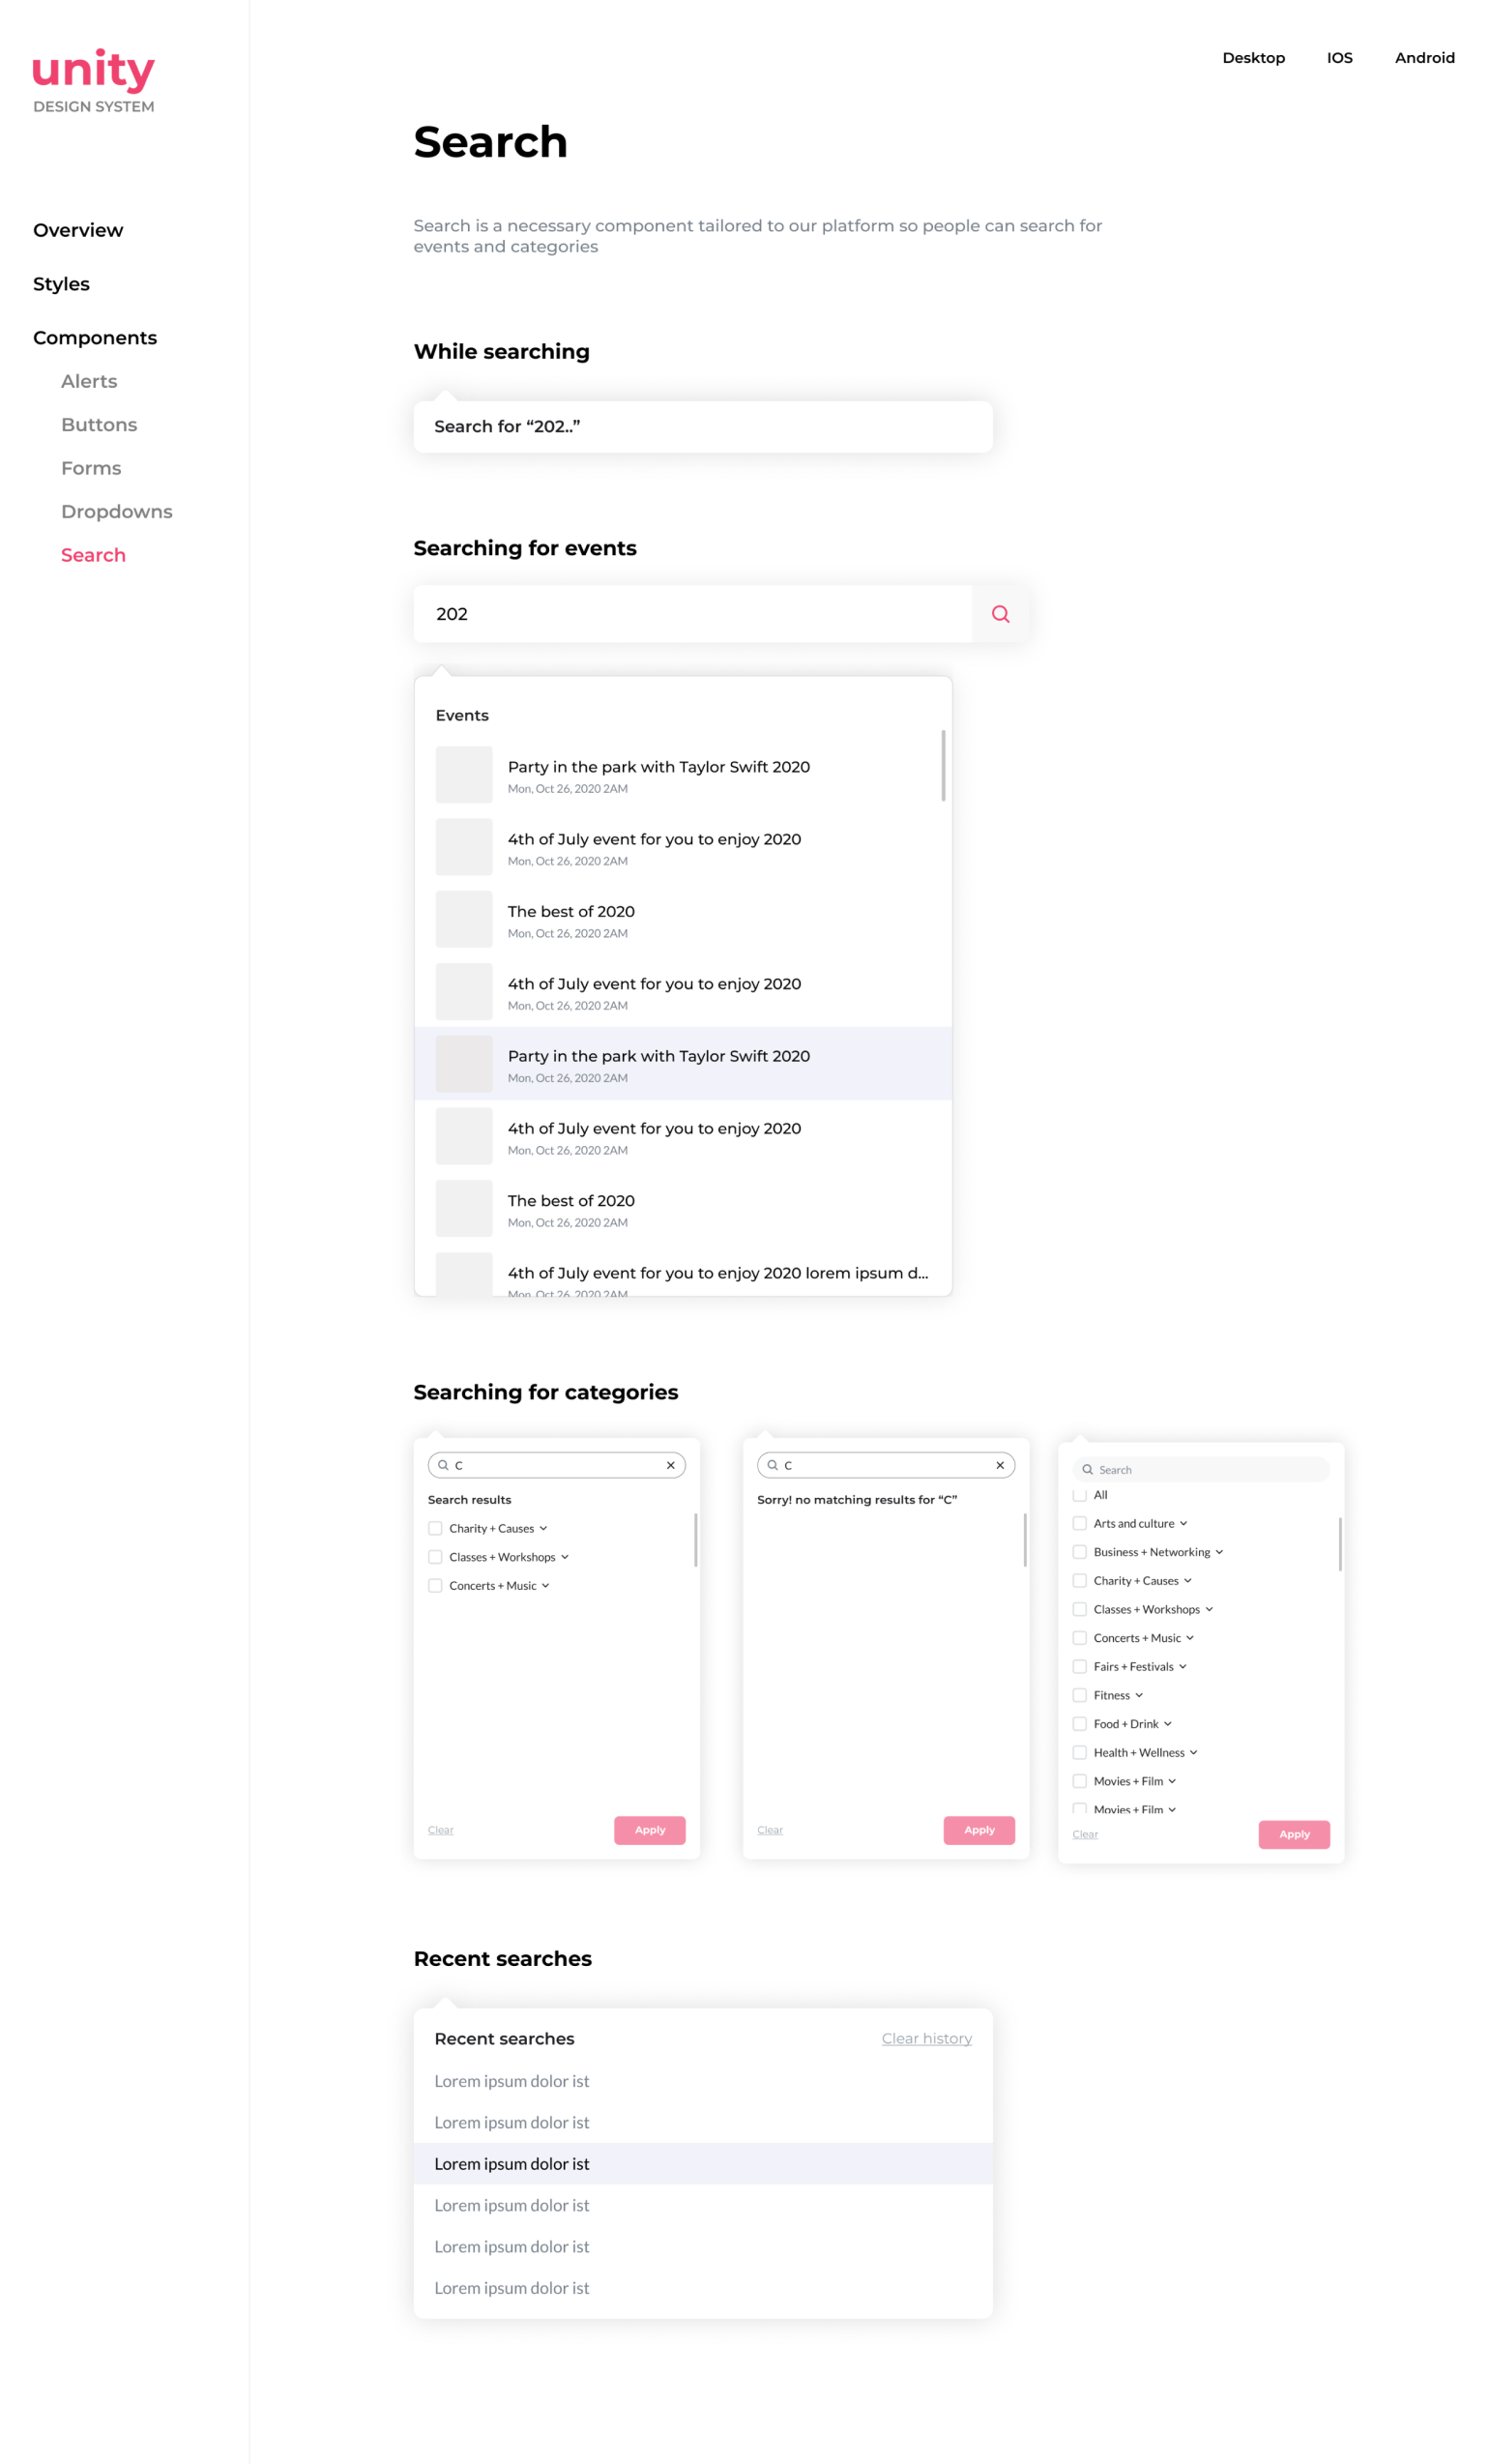 unity
DESIGN SYSTEM
Overview
Styles
Components
Alerts
Buttons
Forms
Dropdowns
Search
Desktop
IOS
Android
Search
Search is a necessary component tailored to our platform so people can search for
events and categories
While searching
Search for “202..”
Searching for events
202
Events
Party in the park with Taylor Swift 2020
Mon, Oct 26, 2020 2AM
4th of July event for you to enjoy 2020
Mon, Oct 26, 2020 2AM
The best of 2020
Mon, Oct 26, 2020 2AM
4th of July event for you to enjoy 2020
Mon, Oct 26, 2020 2AM
Party in the park with Taylor Swift 2020
Mon, Oct 26, 2020 2AM
4th of July event for you to enjoy 2020
Mon, Oct 26, 2020 2AM
The best of 2020
Mon, Oct 26, 2020 2AM
4th of July event for you to enjoy 2020 lorem ipsum d...
Mon, Oct 26, 2020 2AM
Searching for categories
C
Search results
Charity + Causes
Classes + Workshops
Concerts + Music
Clear
Apply
C
Sorry! no matching results for “C”
Clear
Apply
Search
All
Arts and culture
Business + Networking
Charity + Causes
Classes + Workshops
Concerts + Music
Fairs + Festivals
Fitness
Food + Drink
Health + Wellness
Movies + Film
Movies + Film
Clear
Apply
Recent searches
Recent searches
Clear history
Lorem ipsum dolor ist
Lorem ipsum dolor ist
Lorem ipsum dolor ist
Lorem ipsum dolor ist
Lorem ipsum dolor ist
Lorem ipsum dolor ist